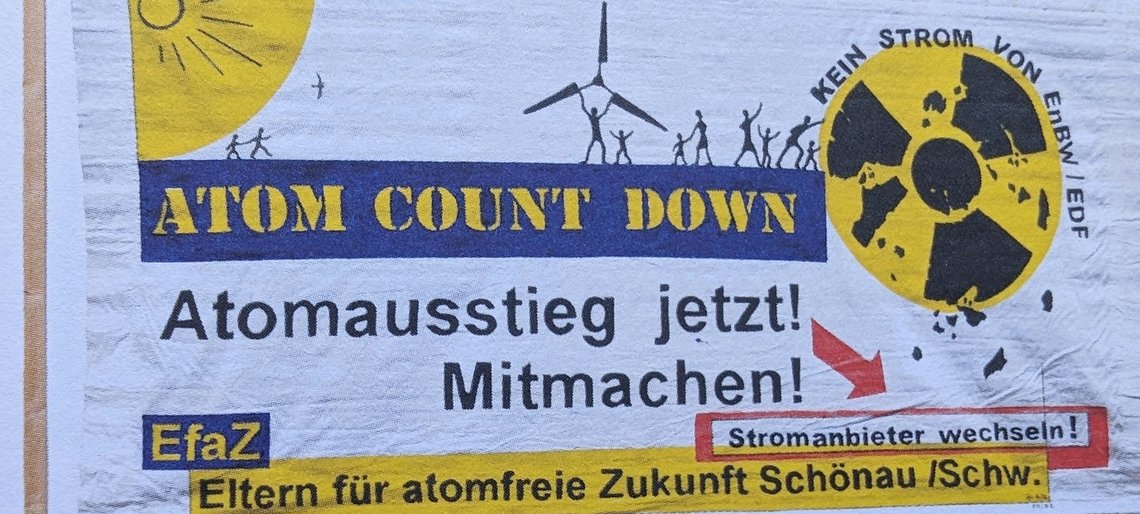 KEIN STROM VON EnBW / EDF
ATOM COUNT DOWN
Atomausstieg jetzt!
Mitmachen!
Stromanbieter wechseln!
EfaZ
Eltern für atomfreie Zukunft Schönau /Schw.